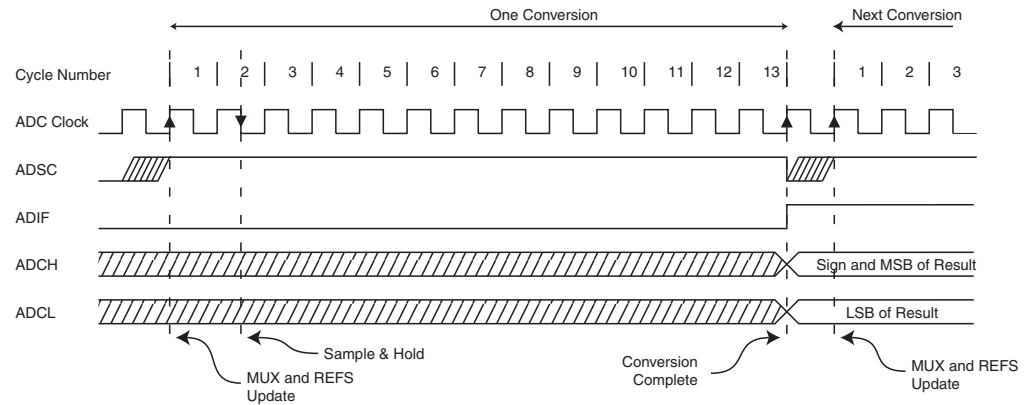 One Conversion
Next Conversion
Cycle Number 1 2 3 4 5 6 7 8 9 10 11 12 13 1 2 3
ADC Clock
ADSC
ADIF
ADCH
Sign and MSB of Result
ADCL
LSB of Result
MUX and REFS
Update
Sample & Hold
Conversion
Complete
MUX and REFS
Update